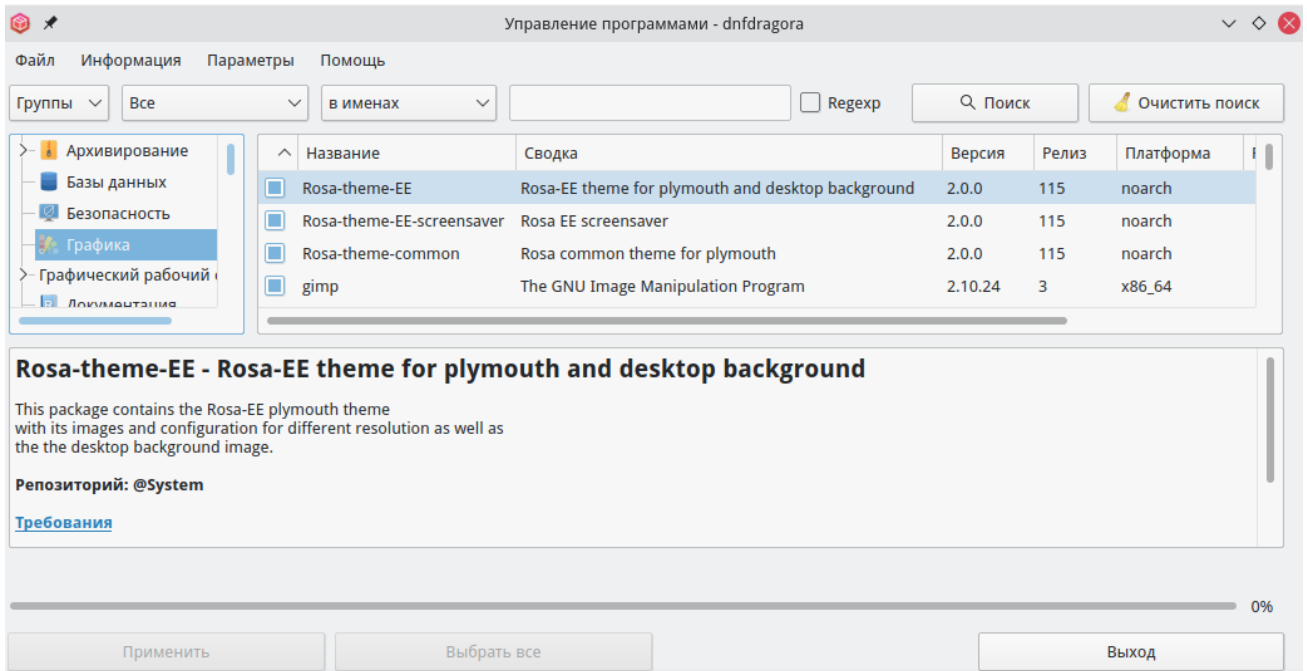 Управление программами - dnfdragora
Файл Информация Параметры Помощь
Группы Все в именах Regexp Поиск Очистить поиск
Архивирование
Базы данных
Безопасность
Графика
Графический рабочий
Документация
Название Сводка Версия Релиз Платформа
Rosa-theme-EE Rosa-EE theme for plymouth and desktop background 2.0.0 115 noarch
Rosa-theme-EE-screensaver Rosa EE screensaver 2.0.0 115 noarch
Rosa-theme-common Rosa common theme for plymouth 2.0.0 115 noarch
gimp The GNU Image Manipulation Program 2.10.24 3 x86_64
Rosa-theme-EE - Rosa-EE theme for plymouth and desktop background
This package contains the Rosa-EE plymouth theme
with its images and configuration for different resolution as well as
the the desktop background image.
Репозиторий: @System
Требования
0%
Применить Выбрать все Выход